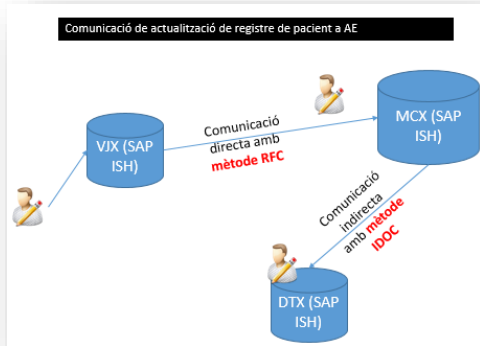 Comunicació de actualització de registre de pacient a AE
VJX (SAP
ISH)
Comunicació
directa amb
mètode RFC
MCX (SAP
ISH)
Comunicació
indirecta
amb mètode
IDOC
DTX (SAP
ISH)